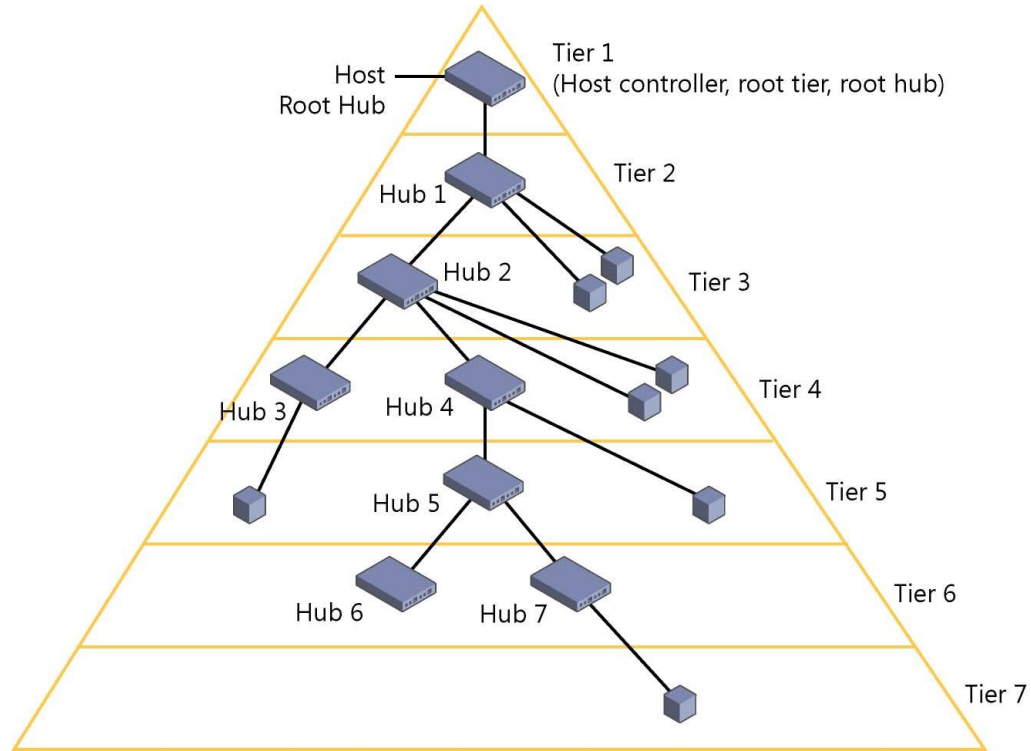 Host
Root Hub
Tier 1
(Host controller, root tier, root hub)
Hub 1
Tier 2
Hub 2
Tier 3
Hub 3
Hub 4
Tier 4
Hub 5
Tier 5
Hub 6
Hub 7
Tier 6
Tier 7